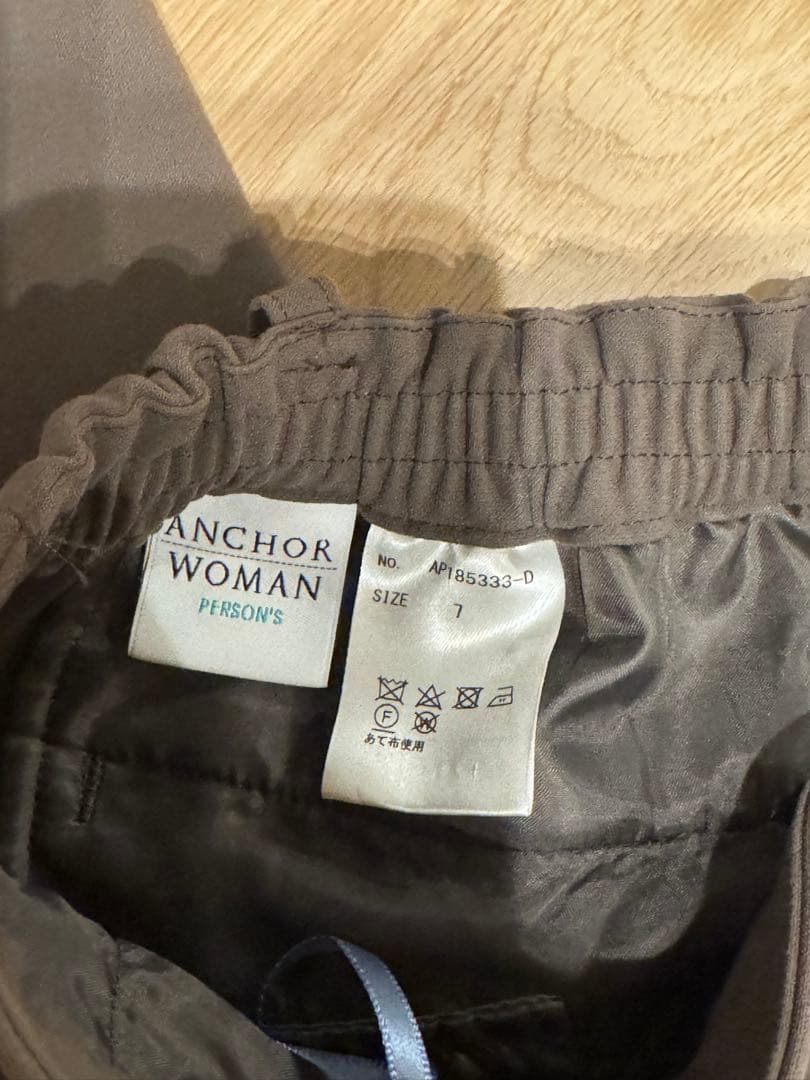 ANCHOR
WOMAN
PERSON'S
NO. AP185333-D
SIZE 7
F W
あて布使用